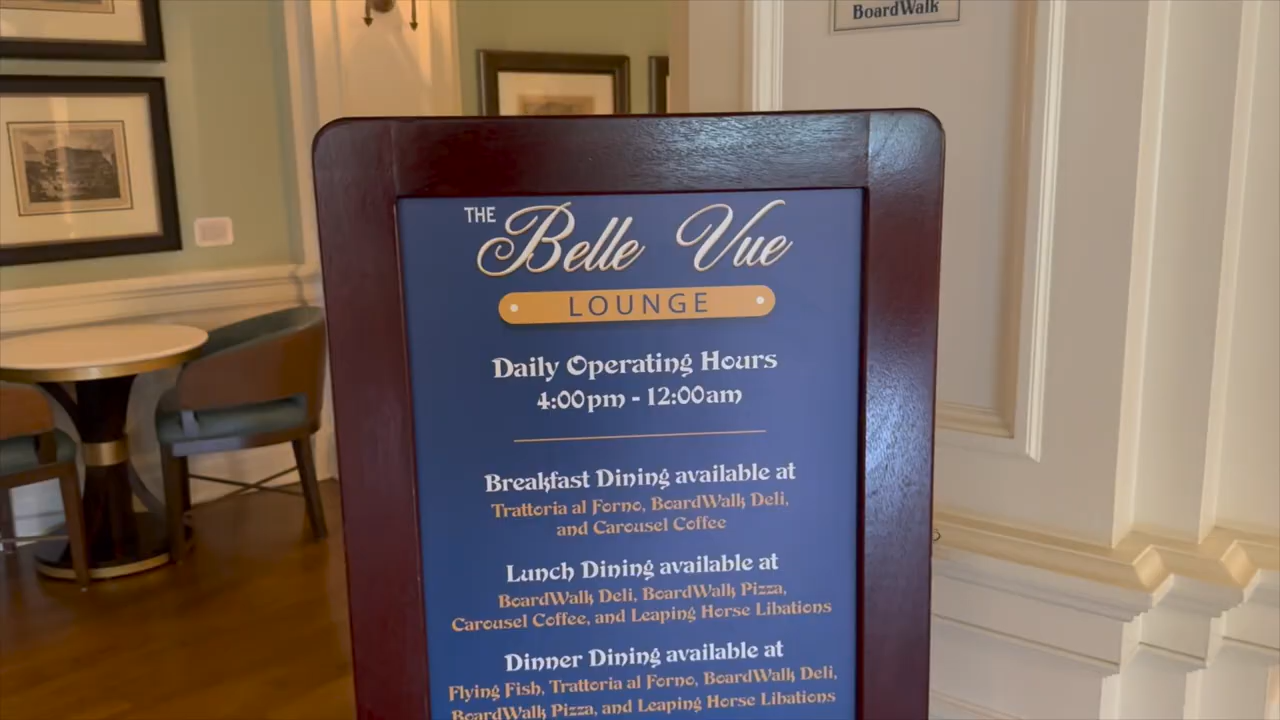 BoardWalk
THE Belle Vue
LOUNGE
Daily Operating Hours
4:00pm - 12:00am
Breakfast Dining available at
Trattoria al Forno, BoardWalk Deli,
and Carousel Coffee
Lunch Dining available at
BoardWalk Deli, BoardWalk Pizza,
Carousel Coffee, and Leaping Horse Libations
Dinner Dining available at
Flying Fish, Trattoria al Forno, BoardWalk Deli,
BoardWalk Pizza, and Leaping Horse Libations